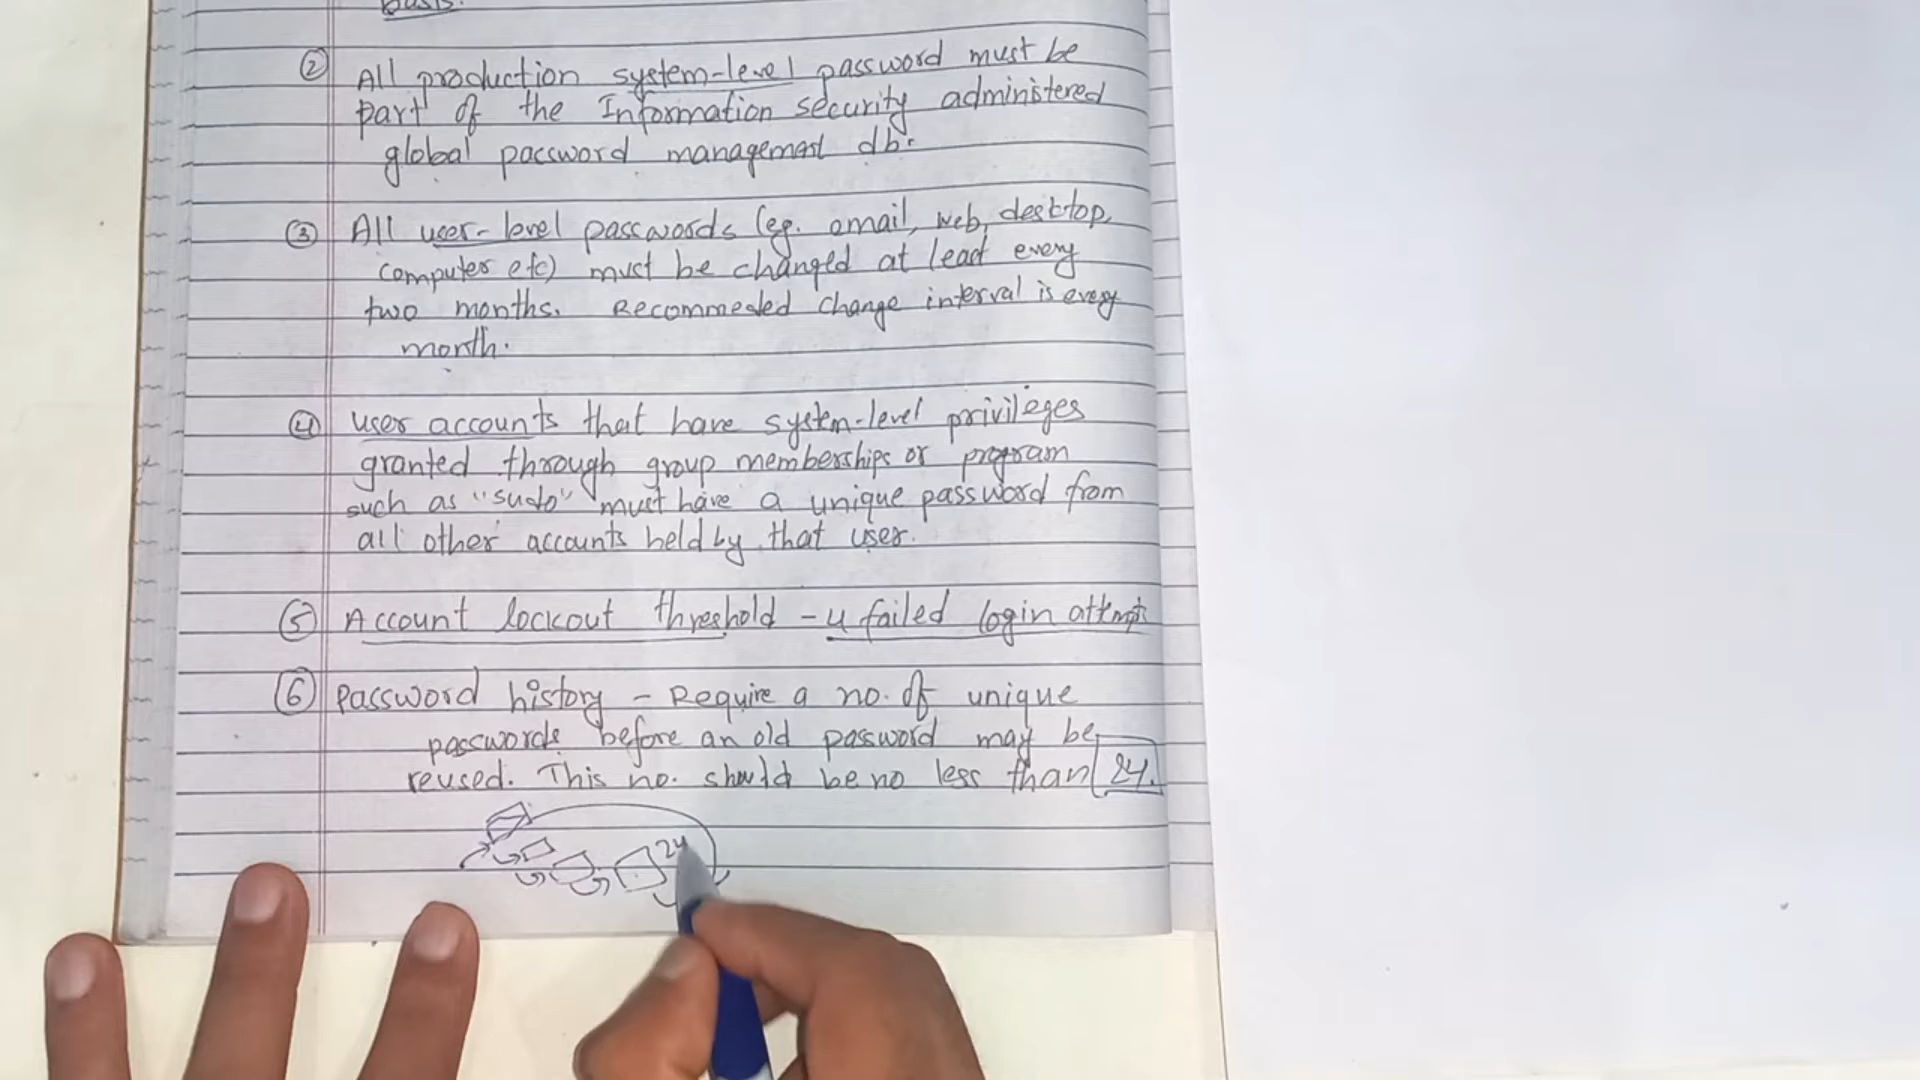 basis.
② All production system-level password must be
part of the Information security administered
global password management db.
③ All user-level passwords (eg. email, web, desktop,
computer etc) must be changed at least every
two months. Recommended change interval is every
month.
④ user accounts that have system-level privileges
granted through group memberships or program
such as "sudo" must have a unique password from
all other accounts held by that user.
⑤ Account lockout threshold - 4 failed login attempt
⑥ Password history - Require a no. of unique
passwords before an old password may be
reused. This no. should be no less than 24.
24